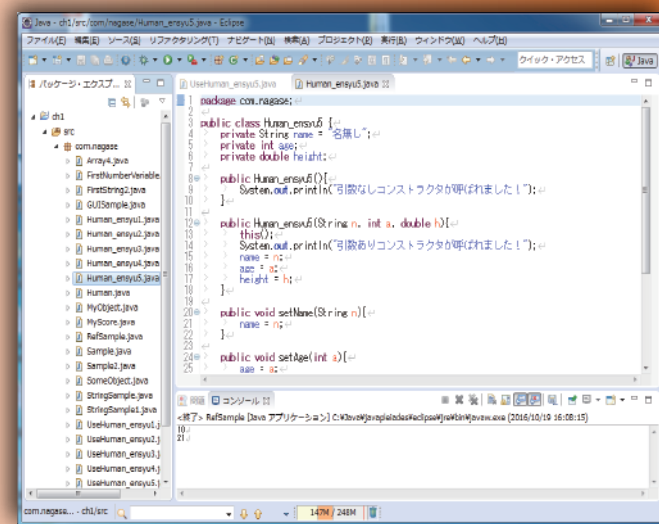 Java - ch1/src/com/nagase/Human_ensyu5.java - Eclipse
ファイル(F) 編集(E) ソース(S) リファクタリング(T) ナビゲート(N) 検索(A) プロジェクト(P) 実行(R) ウィンドウ(W) ヘルプ(H)
クイック・アクセス
Java
パッケージ・エクスプ...
ch1
src
com.nagase
Array4.java
FirstNumberVariable
FirstString2.java
GUISample.java
Human_ensyu1.java
Human_ensyu2.java
Human_ensyu3.java
Human_ensyu4.java
Human_ensyu5.java
Human.java
MyObject.java
MyScore.java
RefSample.java
Sample.java
Sample2.java
SomeObject.java
StringSample.java
StringSample1.java
UseHuman_ensyu1.j
UseHuman_ensyu2.j
UseHuman_ensyu3.j
UseHuman_ensyu4.j
UseHuman_ensyu5.j
UseHuman_ensyu5.java Human_ensyu5.java
1 package com.nagase;
2
3 public class Human_ensyu5 {
4 private String name = "名無し";
5 private int age;
6 private double height;
7
8 public Human_ensyu5(){
9 System.out.println("引数なしコンストラクタが呼ばれました！");
10 }
11
12 public Human_ensyu5(String n, int a, double h){
13 this();
14 System.out.println("引数ありコンストラクタが呼ばれました！");
15 name = n;
16 age = a;
17 height = h;
18 }
19
20 public void setName(String n){
21 name = n;
22 }
23
24 public void setAge(int a){
25 age = a;
問題 コンソール
<終了> RefSample [Java アプリケーション] C:¥Java¥javapleiades¥eclipse¥jre¥bin¥javaw.exe (2016/10/19 16:08:15)
10
21
com.nagase... - ch1/src
147M / 248M